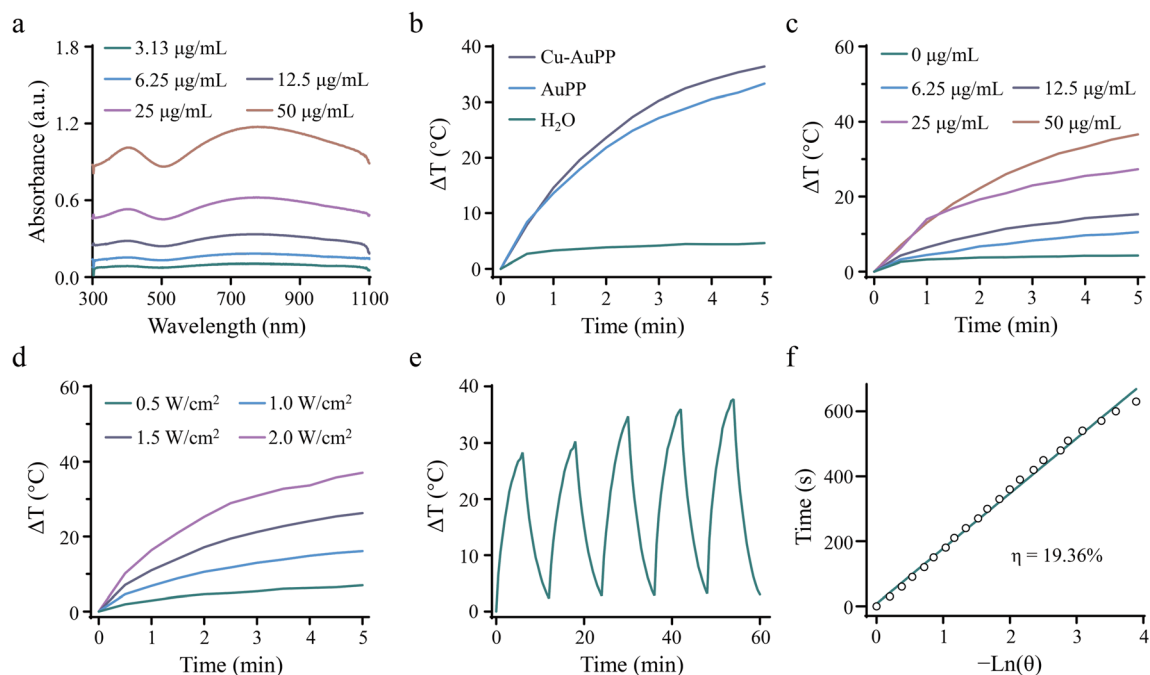 a
3.13 μg/mL
6.25 μg/mL
12.5 μg/mL
25 μg/mL
50 μg/mL
1.8
1.2
0.6
0.0
Absorbance (a.u.)
300
500
700
900
1100
Wavelength (nm)
b
Cu-AuPP
AuPP
H₂O
40
30
20
10
0
ΔT (°C)
0
1
2
3
4
5
Time (min)
c
0 μg/mL
6.25 μg/mL
12.5 μg/mL
25 μg/mL
50 μg/mL
60
40
20
0
ΔT (°C)
0
1
2
3
4
5
Time (min)
d
0.5 W/cm²
1.0 W/cm²
1.5 W/cm²
2.0 W/cm²
60
40
20
0
ΔT (°C)
0
1
2
3
4
5
Time (min)
e
40
30
20
10
0
ΔT (°C)
0
20
40
60
Time (min)
f
600
400
200
0
Time (s)
η = 19.36%
0
1
2
3
4
−Ln(θ)